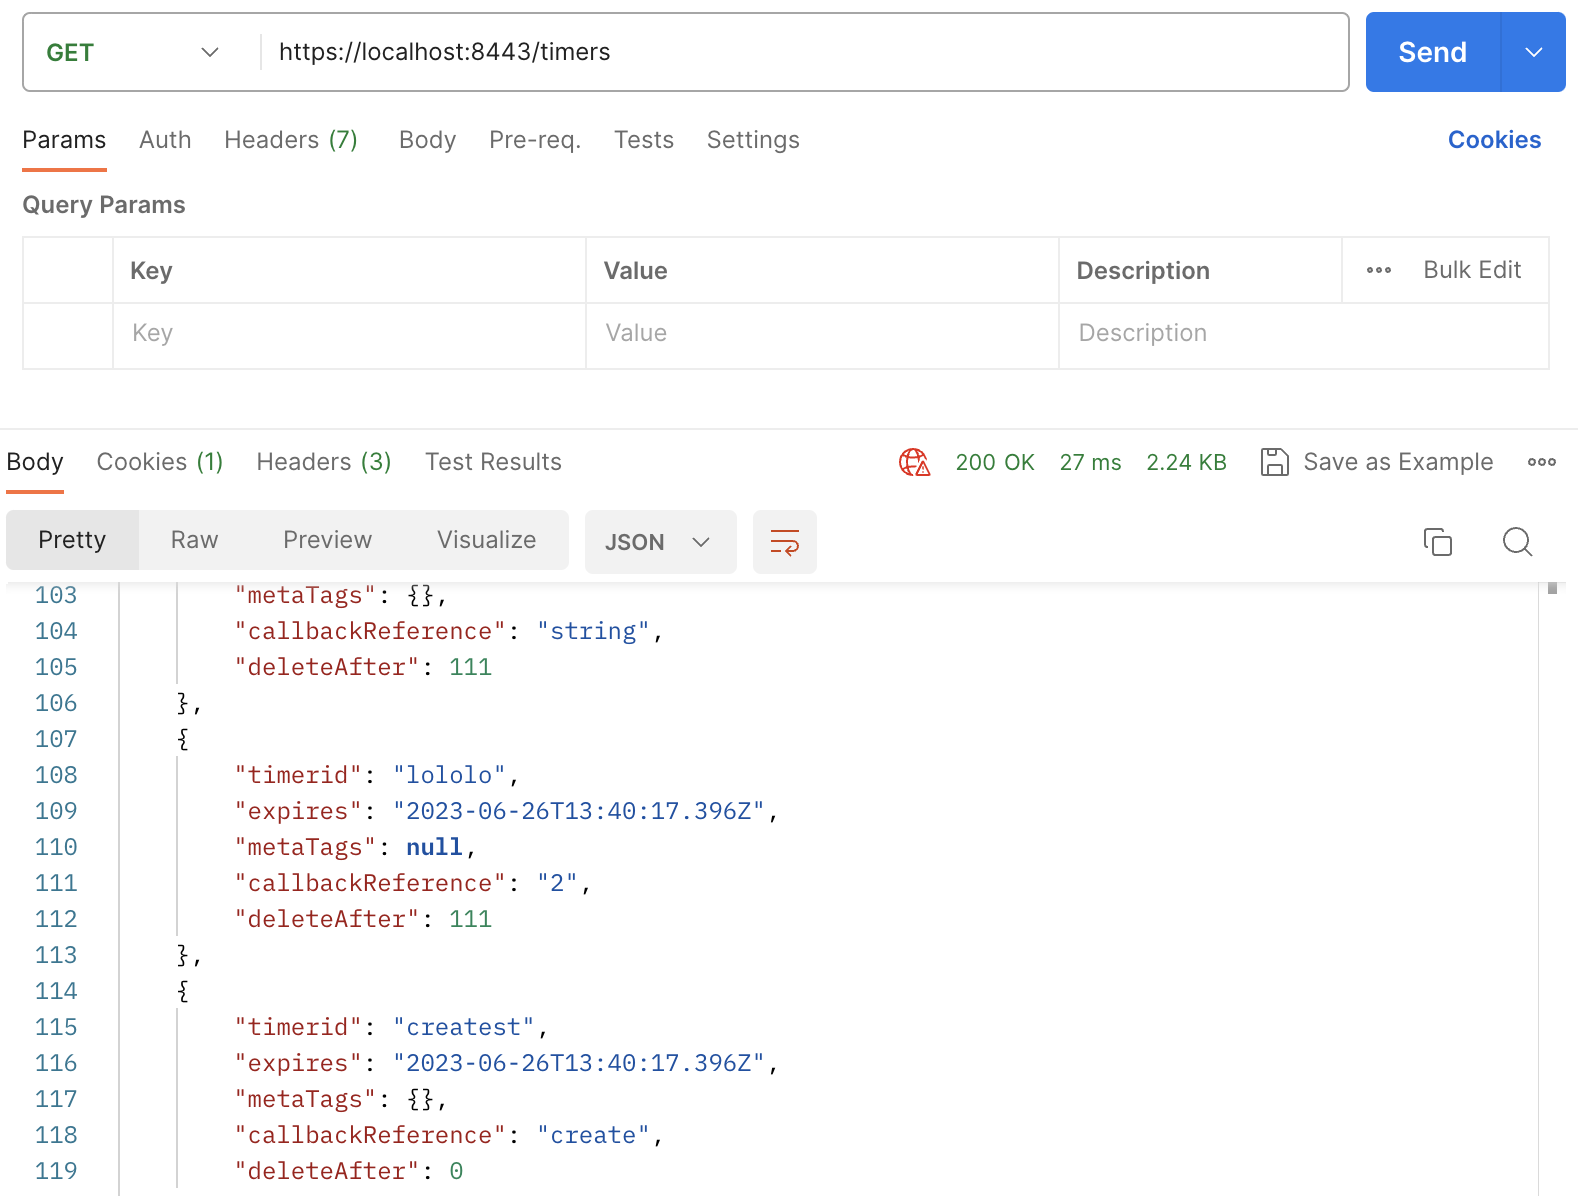 GET https://localhost:8443/timers Send
Params Auth Headers (7) Body Pre-req. Tests Settings Cookies
Query Params
Key Value Description Bulk Edit
Key Value Description
Body Cookies (1) Headers (3) Test Results 200 OK 27 ms 2.24 KB Save as Example
Pretty Raw Preview Visualize JSON
103 "metaTags": {},
104 "callbackReference": "string",
105 "deleteAfter": 111
106 },
107 {
108 "timerid": "lololo",
109 "expires": "2023-06-26T13:40:17.396Z",
110 "metaTags": null,
111 "callbackReference": "2",
112 "deleteAfter": 111
113 },
114 {
115 "timerid": "createst",
116 "expires": "2023-06-26T13:40:17.396Z",
117 "metaTags": {},
118 "callbackReference": "create",
119 "deleteAfter": 0